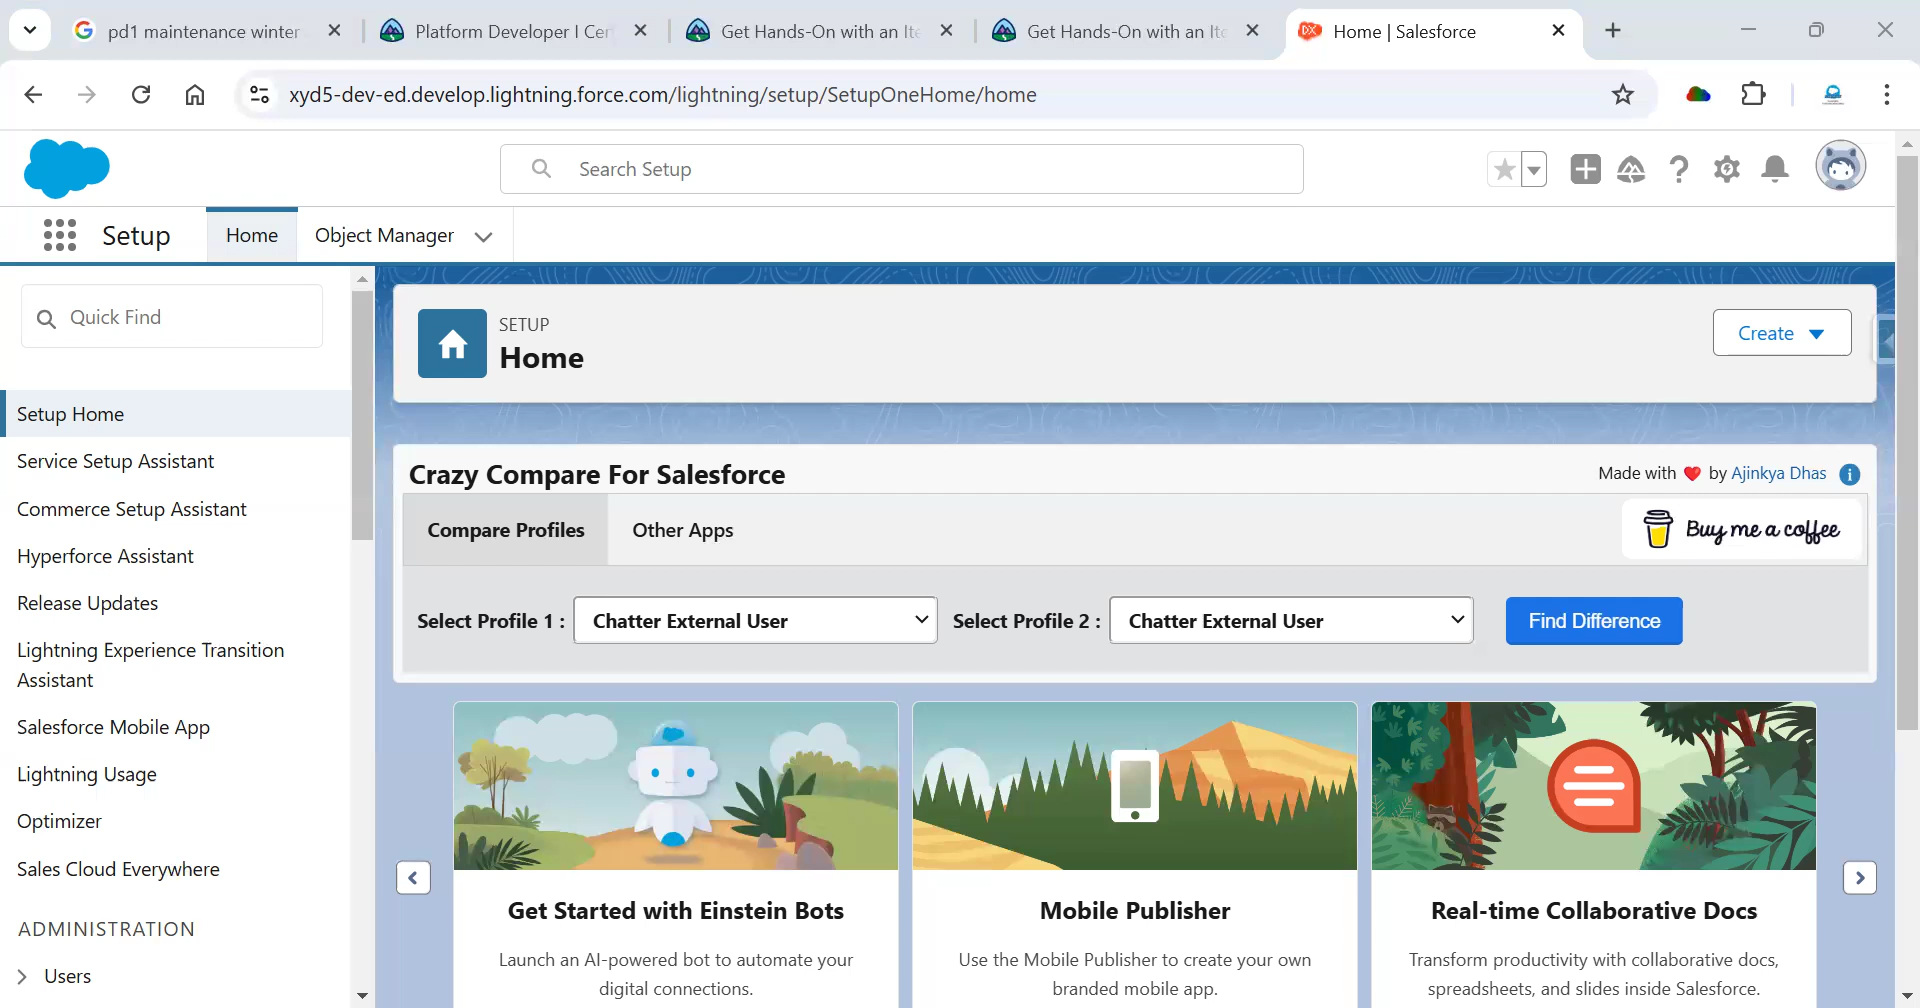 pd1 maintenance winter
Platform Developer I Cer
Get Hands-On with an Ite
Get Hands-On with an Ite
DX
Home | Salesforce
xyd5-dev-ed.develop.lightning.force.com/lightning/setup/SetupOneHome/home
Search Setup
Setup
Home
Object Manager
Quick Find
SETUP
Home
Create
Setup Home
Service Setup Assistant
Commerce Setup Assistant
Hyperforce Assistant
Release Updates
Lightning Experience Transition
Assistant
Salesforce Mobile App
Lightning Usage
Optimizer
Sales Cloud Everywhere
ADMINISTRATION
Users
Crazy Compare For Salesforce
Made with ❤ by Ajinkya Dhas
Compare Profiles
Other Apps
Buy me a coffee
Select Profile 1 :
Chatter External User
Select Profile 2 :
Chatter External User
Find Difference
Get Started with Einstein Bots
Launch an AI-powered bot to automate your
digital connections.
Mobile Publisher
Use the Mobile Publisher to create your own
branded mobile app.
Real-time Collaborative Docs
Transform productivity with collaborative docs,
spreadsheets, and slides inside Salesforce.